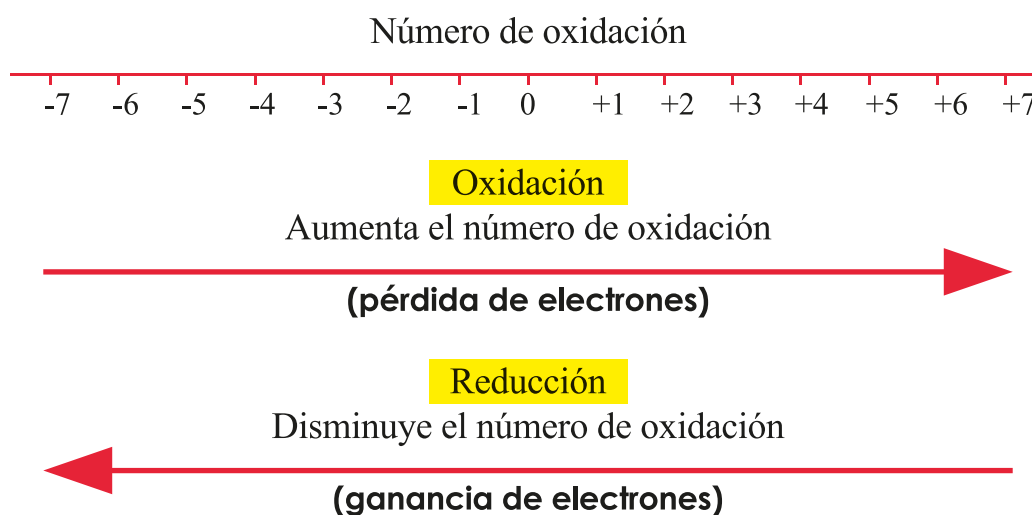 Número de oxidación
-7 -6 -5 -4 -3 -2 -1 0 +1 +2 +3 +4 +5 +6 +7
Oxidación
Aumenta el número de oxidación
(pérdida de electrones)
Reducción
Disminuye el número de oxidación
(ganancia de electrones)